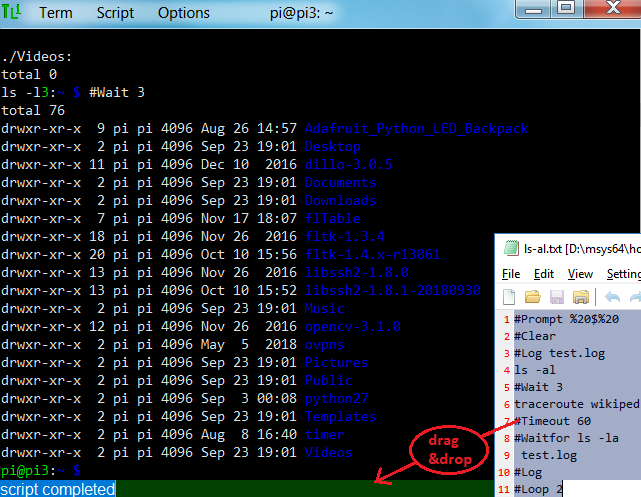 TL1 Term Script Options pi@pi3: ~
./Videos:
total 0
ls -l3:~ $ #Wait 3
total 76
drwxr-xr-x  9 pi pi 4096 Aug 26 14:57 Adafruit_Python_LED_Backpack
drwxr-xr-x  2 pi pi 4096 Sep 23 19:01 Desktop
drwxr-xr-x 11 pi pi 4096 Dec 10  2016 dillo-3.0.5
drwxr-xr-x  2 pi pi 4096 Sep 23 19:01 Documents
drwxr-xr-x  2 pi pi 4096 Sep 23 19:01 Downloads
drwxr-xr-x  7 pi pi 4096 Nov 17 18:07 flTable
drwxr-xr-x 18 pi pi 4096 Nov 26  2016 fltk-1.3.4
drwxr-xr-x 20 pi pi 4096 Oct 10 15:56 fltk-1.4.x-r13061
drwxr-xr-x 13 pi pi 4096 Nov 26  2016 libssh2-1.8.0
drwxr-xr-x 13 pi pi 4096 Oct 10 15:52 libssh2-1.8.1-20180930
drwxr-xr-x  2 pi pi 4096 Sep 23 19:01 Music
drwxr-xr-x 12 pi pi 4096 Nov 26  2016 opencv-3.1.0
drwxr-xr-x  2 pi pi 4096 May  5  2018 ovpns
drwxr-xr-x  2 pi pi 4096 Sep 23 19:01 Pictures
drwxr-xr-x  2 pi pi 4096 Sep 23 19:01 Public
drwxr-xr-x  2 pi pi 4096 Sep  3 00:08 python27
drwxr-xr-x  2 pi pi 4096 Sep 23 19:01 Templates
drwxr-xr-x  2 pi pi 4096 Aug  8 16:40 timer
drwxr-xr-x  2 pi pi 4096 Sep 23 19:01 Videos
pi@pi3:~ $
script completed
drag
&drop
ls-al.txt [D:\msys64\ho
File Edit View Setting
1 #Prompt %20$%20
2 #Clear
3 #Log test.log
4 ls -al
5 #Wait 3
6 traceroute wikiped
7 #Timeout 60
8 #Waitfor ls -la
9  test.log
10 #Log
11 #Loop 2